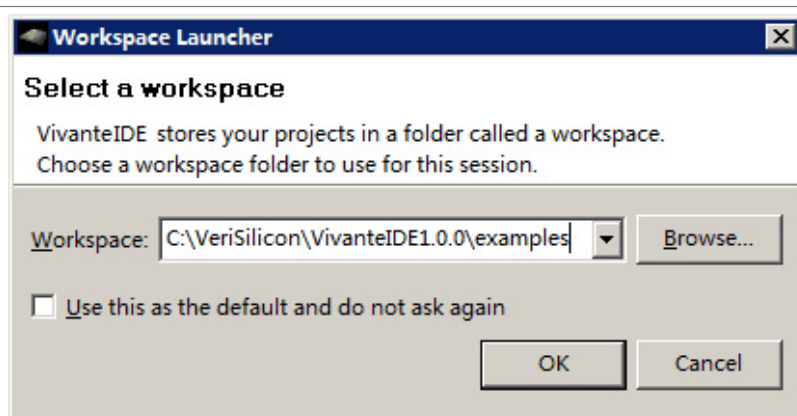 Workspace Launcher
Select a workspace
VivanteIDE stores your projects in a folder called a workspace.
Choose a workspace folder to use for this session.
Workspace: C:\VeriSilicon\VivanteIDE1.0.0\examples Browse...
Use this as the default and do not ask again
OK Cancel